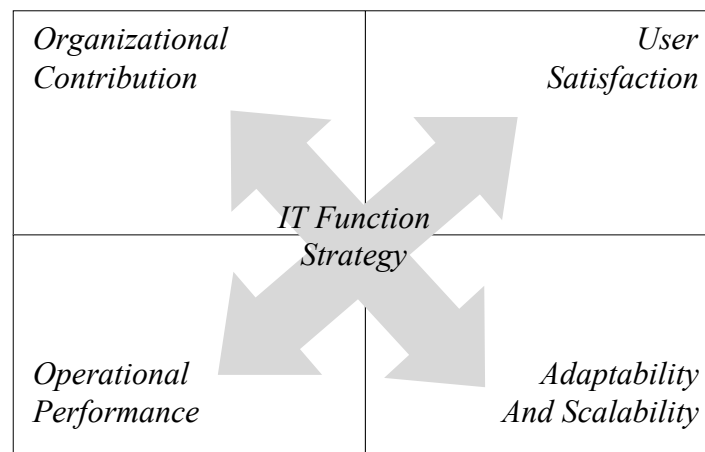 Organizational
Contribution
User
Satisfaction
IT Function
Strategy
Operational
Performance
Adaptability
And Scalability